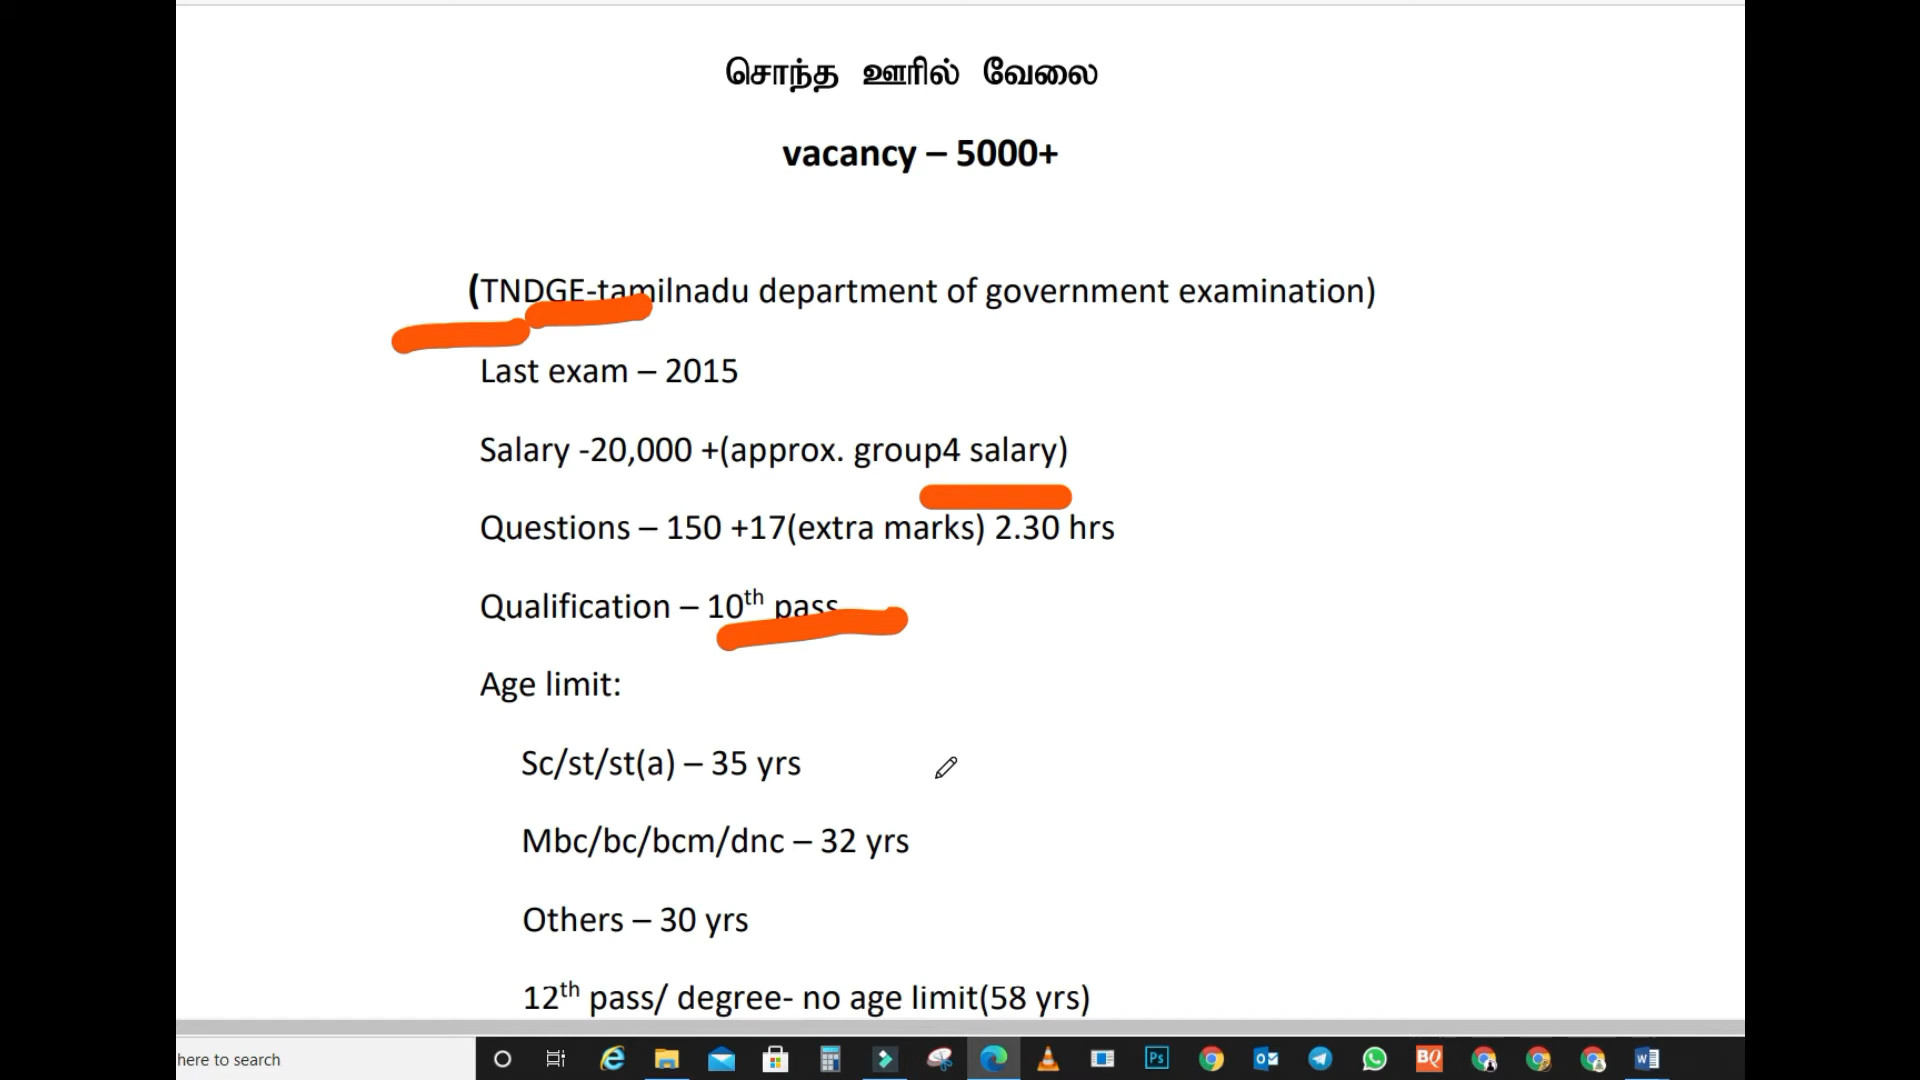 சொந்த ஊரில் வேலை
vacancy – 5000+
(TNDGE-tamilnadu department of government examination)
Last exam – 2015
Salary -20,000 +(approx. group4 salary)
Questions – 150 +17(extra marks) 2.30 hrs
Qualification – 10th pass
Age limit:
Sc/st/st(a) – 35 yrs
Mbc/bc/bcm/dnc – 32 yrs
Others – 30 yrs
12th pass/ degree- no age limit(58 yrs)
here to search
Ps
BQ